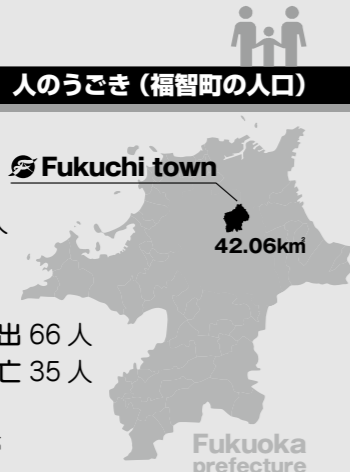 人のうごき（福智町の人口）
Fukuchi town
人
42.06k㎡
出 66 人
亡 35 人
Fukuoka
prefecture